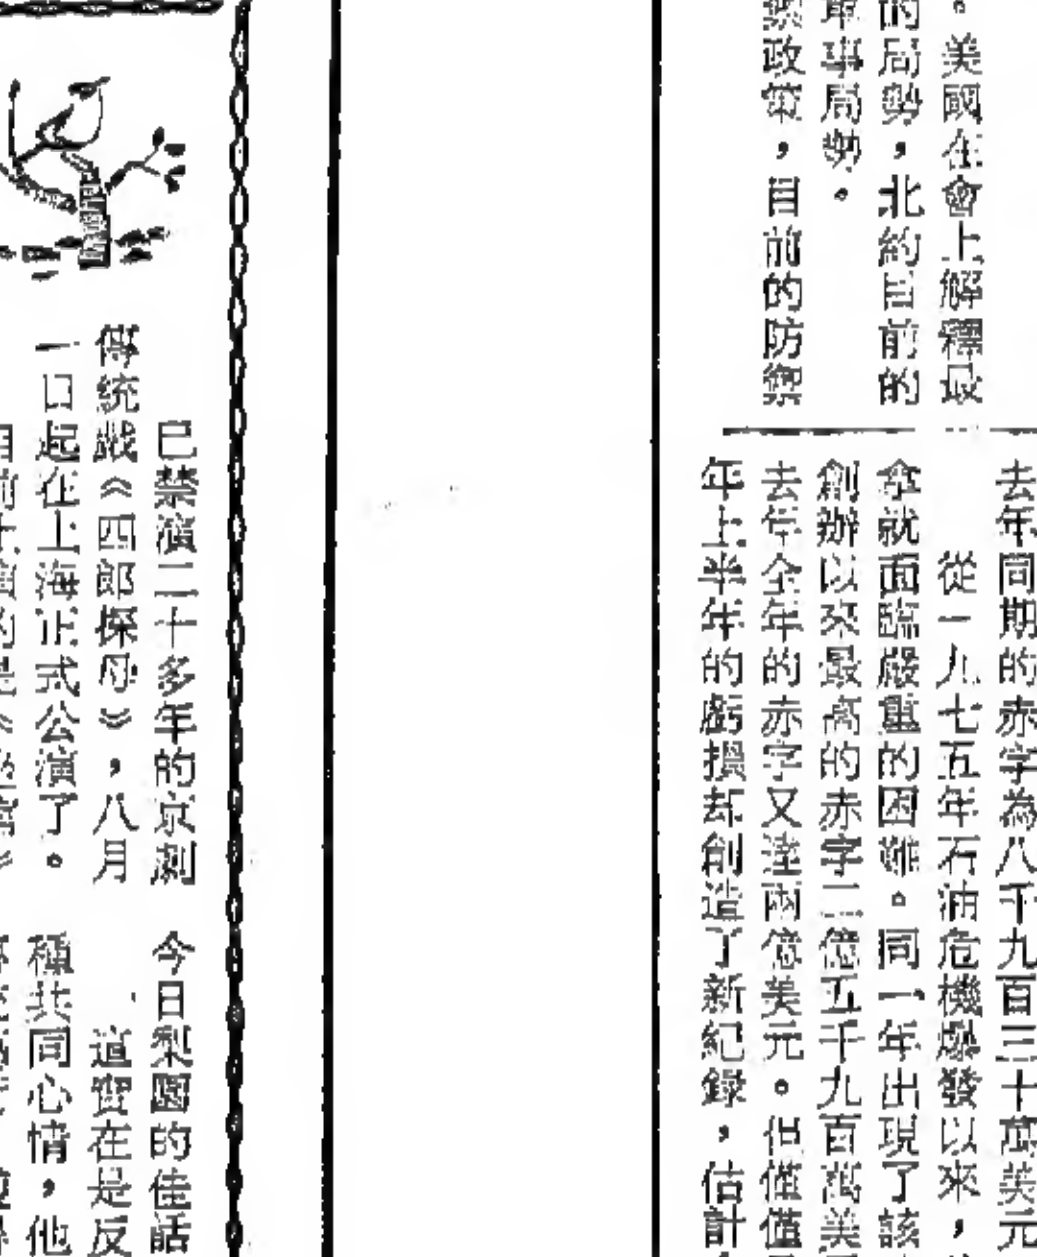 。美國在會上解釋最
的局勢，北約目前的
軍事局勢。
政策，目前的防禦
去年同期的赤字為八千九百三十萬美元
從一九七五年石油危機爆發以來，
拿就面臨嚴重的困難。同一年出現了該
創辦以來最高的赤字二億五千九百萬美
去年全年的赤字又達兩億美元。但僅僅
年上半年的虧損却創造了新紀錄，估計
已禁演二十多年的京劇
傳統戲《四郎探母》，八月
一日起在上海正式公演了。
今日梨園的佳話
這實在是反
種共同心情，他